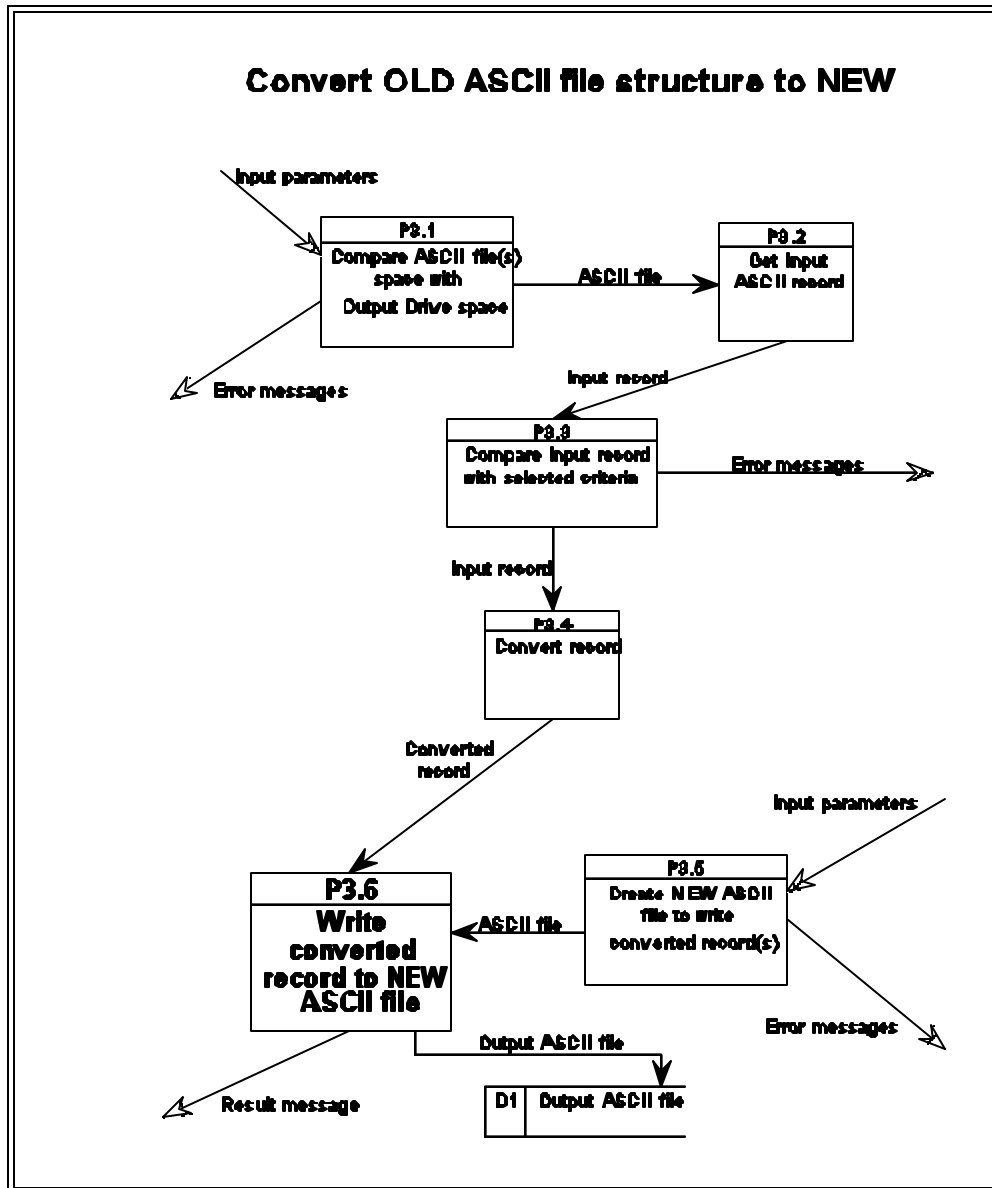 Convert OLD ASCII file structure to NEW
Input parameters
P3.1
Compare ASCII file(s)
space with
Output Drive space
ASCII file
P3.2
Get Input
ASCII record
Error messages
Input record
P3.3
Compare Input record
with selected criteria
Error messages
Input record
P3.4
Convert record
Converted
record
Input parameters
P3.5
Create NEW ASCII
file to write
converted record(s)
ASCII file
P3.6
Write
converted
record to NEW
ASCII file
Error messages
Output ASCII file
Result message
D1 Output ASCII file